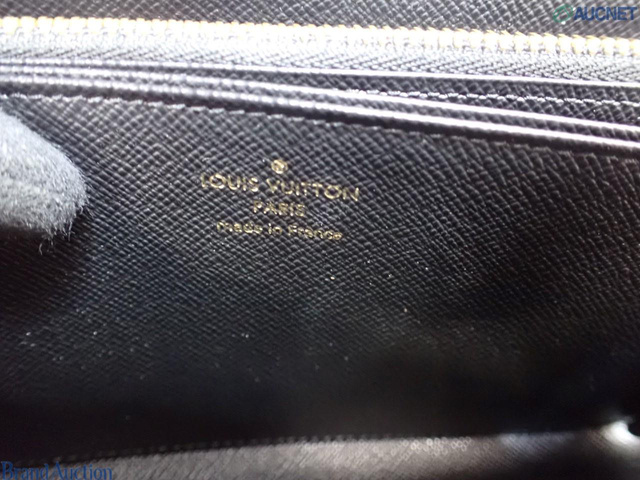 AUCNET
LOUIS VUITTON
PARIS
made in France
Brand Auction